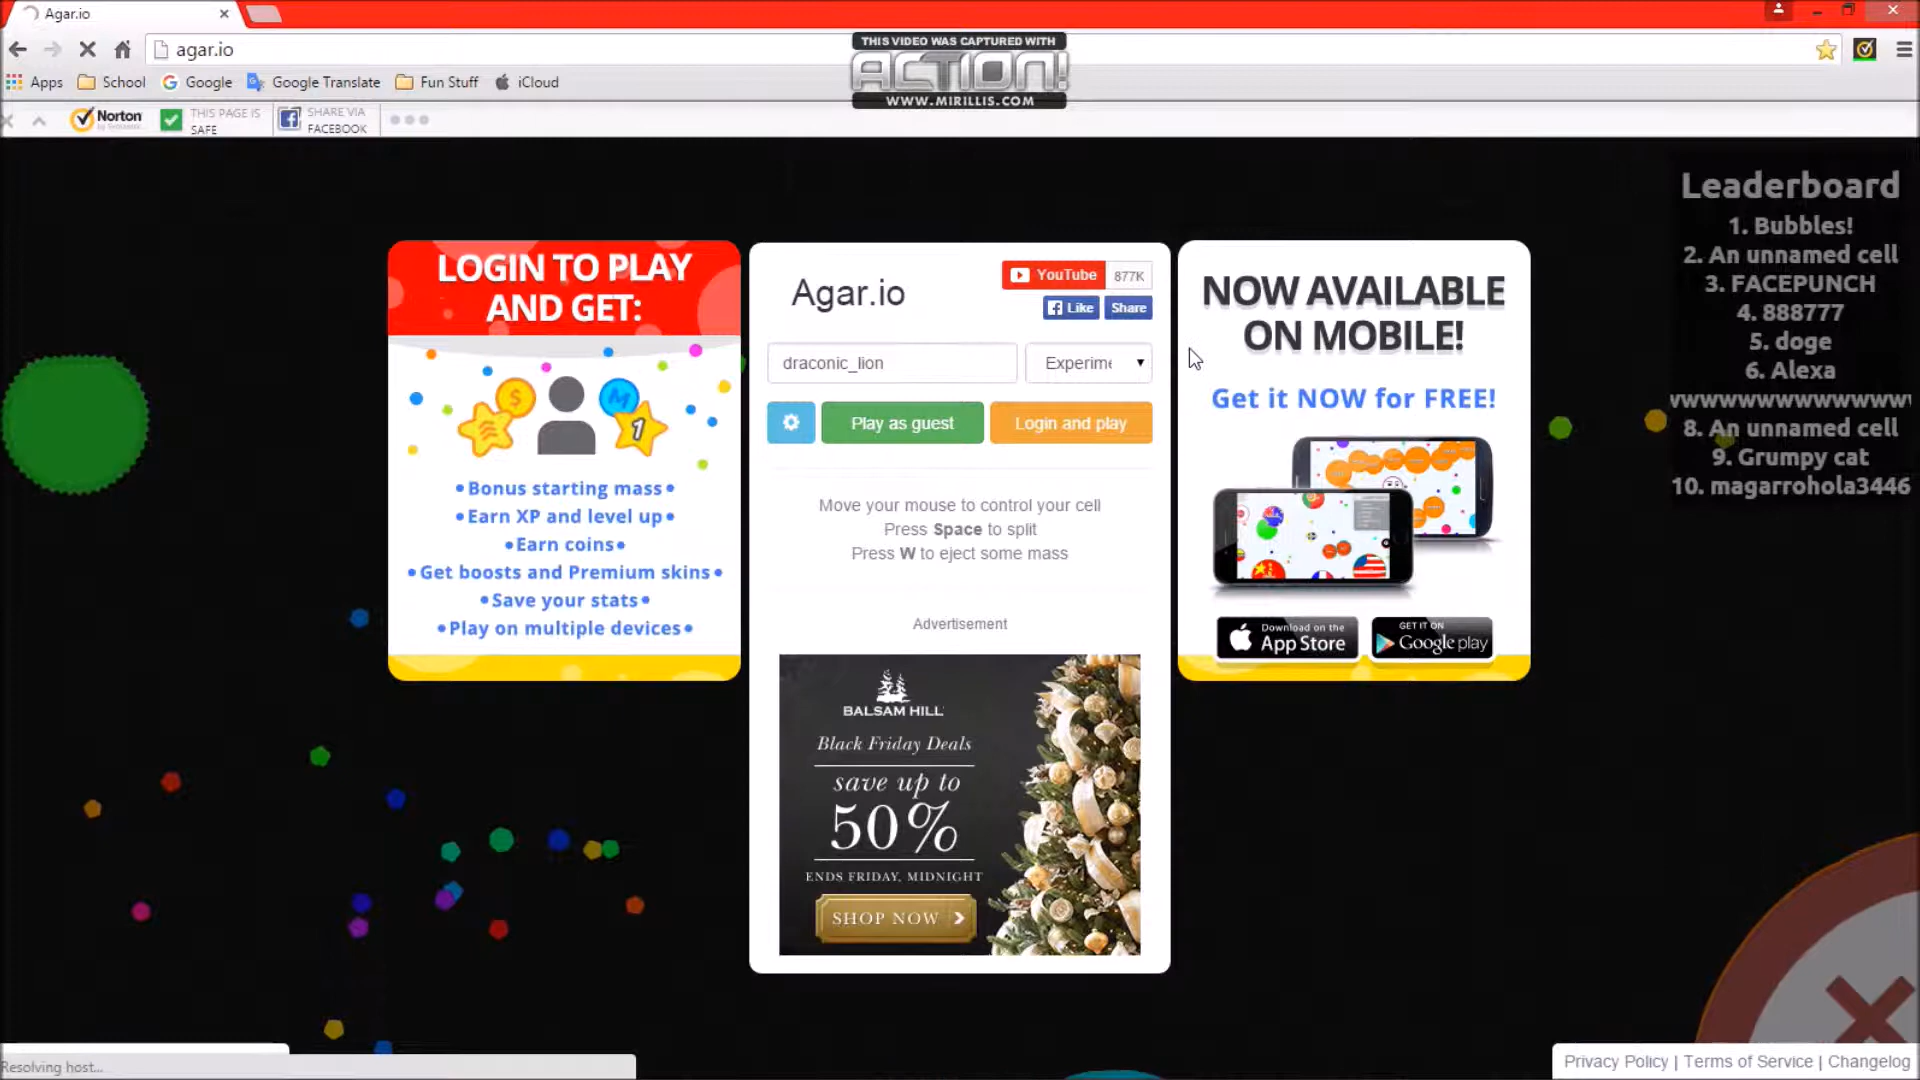 Agar.io
agar.io
THIS VIDEO WAS CAPTURED WITH
ACTION!
WWW.MIRILLIS.COM
Apps
School
Google
Google Translate
Fun Stuff
iCloud
Norton
THIS PAGE IS
SAFE
SHARE VIA
FACEBOOK
Leaderboard
1. Bubbles!
2. An unnamed cell
3. FACEPUNCH
4. 888777
5. doge
6. Alexa
8. An unnamed cell
9. Grumpy cat
10. magarrohola3446
LOGIN TO PLAY
AND GET:
$
M
1
•Bonus starting mass•
•Earn XP and level up•
•Earn coins•
•Get boosts and Premium skins•
•Save your stats•
•Play on multiple devices•
Agar.io
YouTube 877K
Like Share
draconic_lion
Experime
Play as guest
Login and play
Move your mouse to control your cell
Press Space to split
Press W to eject some mass
Advertisement
BALSAM HILL
Black Friday Deals
save up to
50%
ENDS FRIDAY, MIDNIGHT
SHOP NOW
NOW AVAILABLE
ON MOBILE!
Get it NOW for FREE!
Download on the
App Store
GET IT ON
Google play
Resolving host...
Privacy Policy | Terms of Service | Changelog